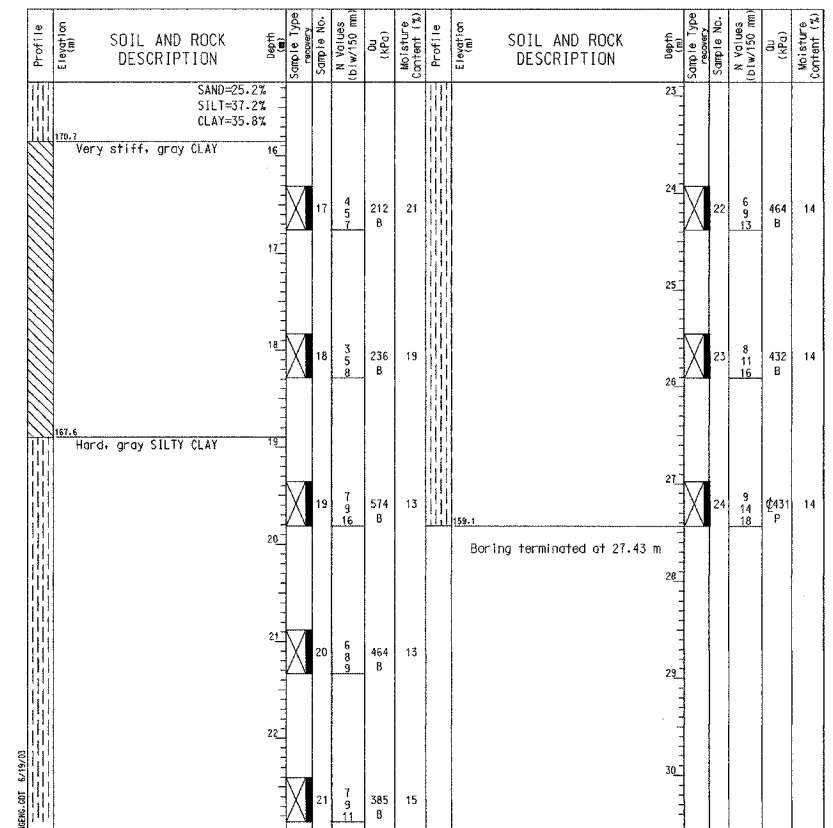 Profile
Elevation (m)
SOIL AND ROCK
DESCRIPTION
Depth (m)
Sample Type
recovery
Sample No.
N Values
(blw/150 mm)
Qu
(kPa)
Moisture
Content (%)
Profile
Elevation (m)
SOIL AND ROCK
DESCRIPTION
Depth (m)
Sample Type
recovery
Sample No.
N Values
(blw/150 mm)
Qu
(kPa)
Moisture
Content (%)
SAND=25.2%
SILT=37.2%
CLAY=35.8%
170.7
Very stiff, gray CLAY
16
17 4 5 7 212 B 21
17
18
18 3 5 8 236 B 19
167.6
Hard, gray SILTY CLAY
19
19 7 9 16 574 B 13
20
21
20 6 8 9 464 B 13
22
21 7 9 11 385 B 15
23
24
22 6 9 13 464 B 14
25
23 8 11 16 432 B 14
26
27
24 9 14 18 431 P 14
159.1
Boring terminated at 27.43 m
28
29
30
6/19/03